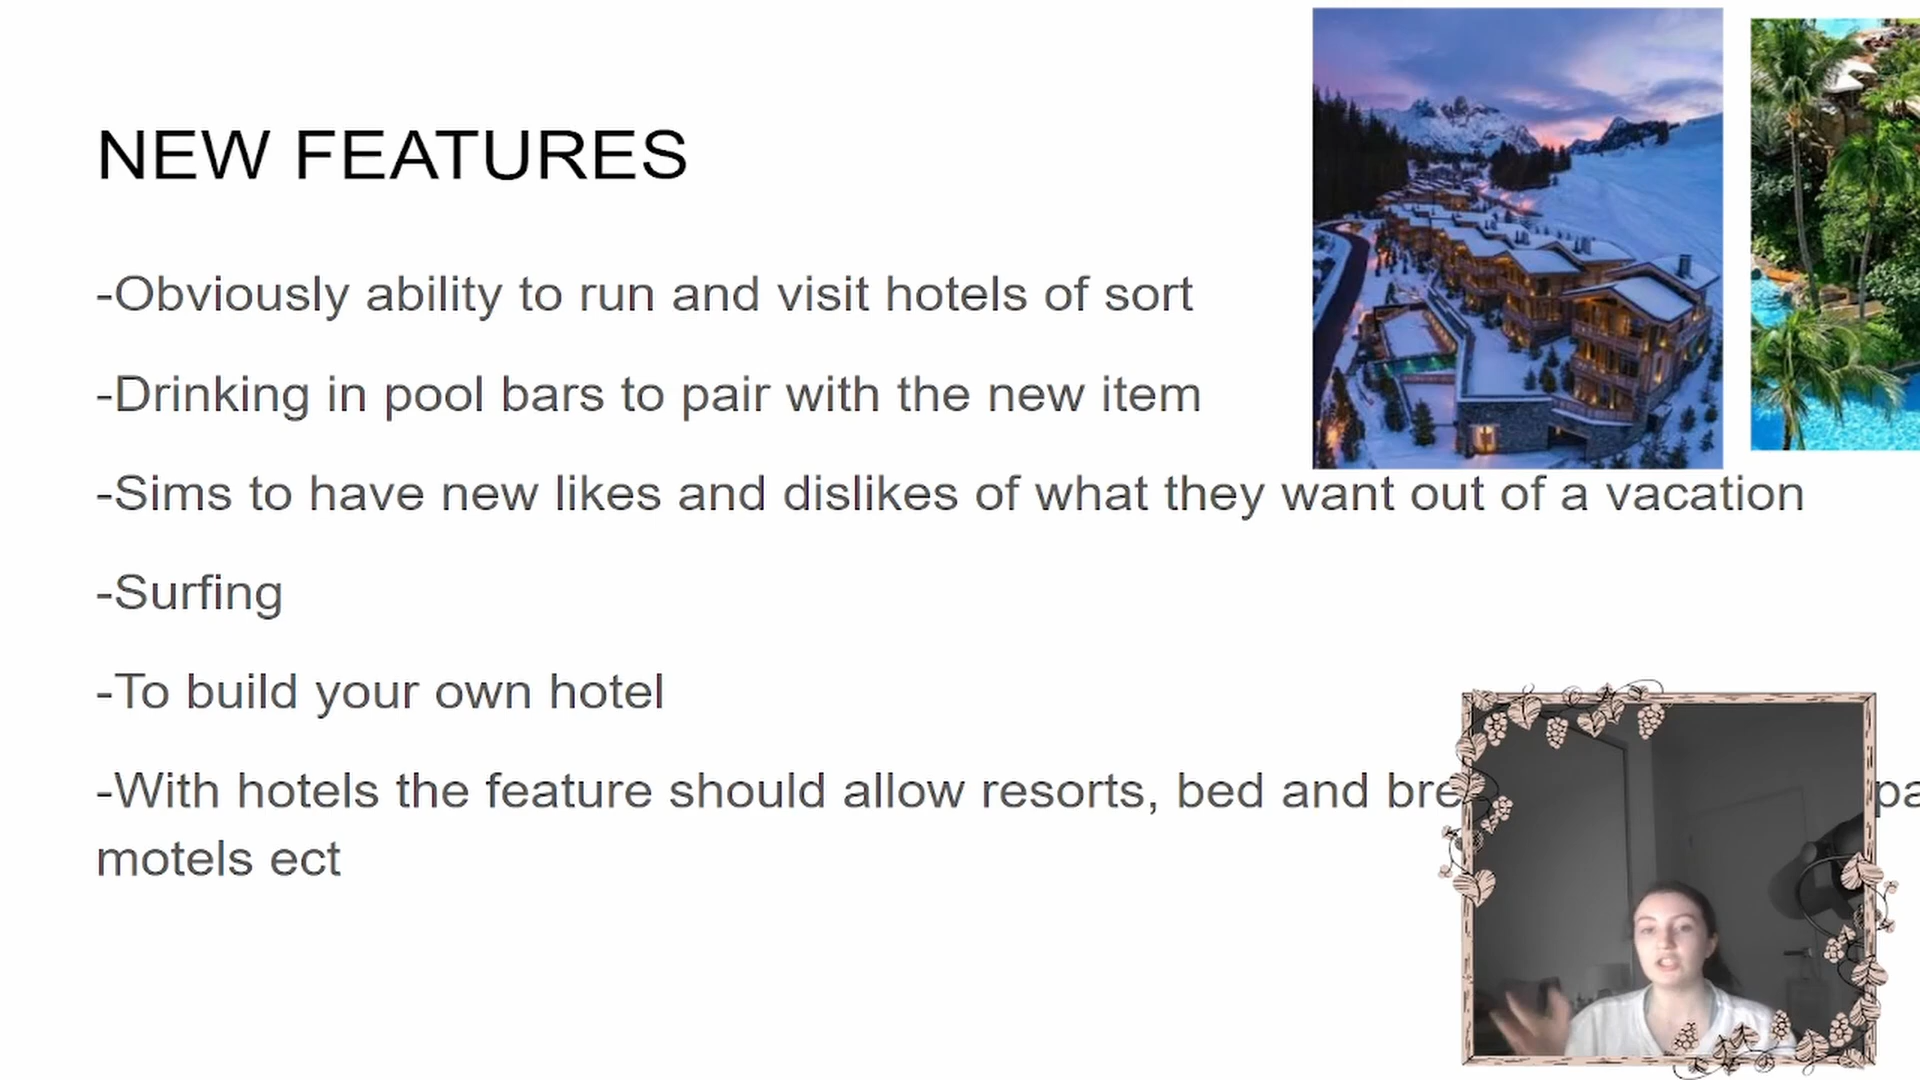 NEW FEATURES
-Obviously ability to run and visit hotels of sort
-Drinking in pool bars to pair with the new item
-Sims to have new likes and dislikes of what they want out of a vacation
-Surfing
-To build your own hotel
-With hotels the feature should allow resorts, bed and
motels ect